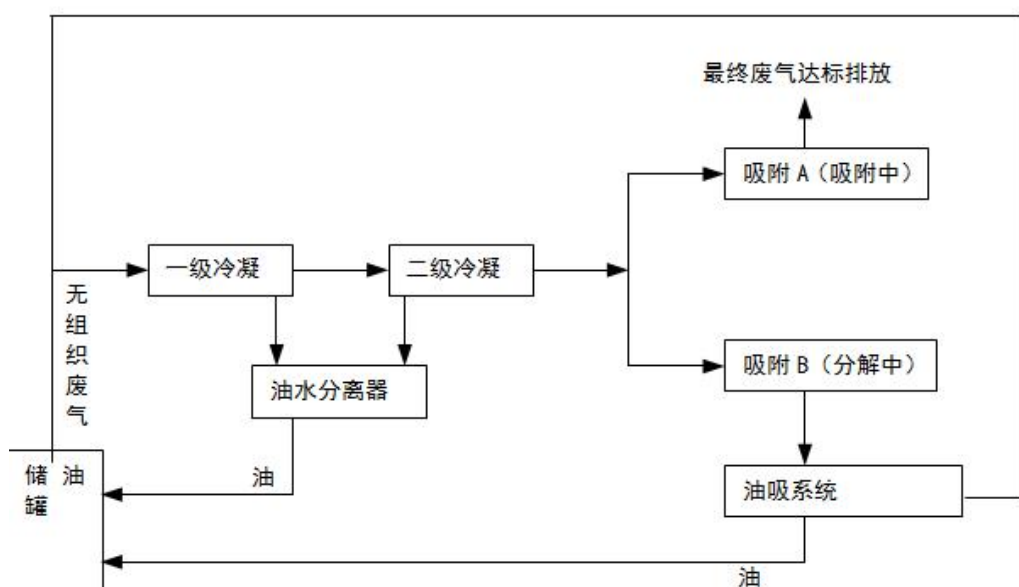 最终废气达标排放
吸附 A（吸附中）
一级冷凝
二级冷凝
无组织废气
吸附 B（分解中）
油水分离器
储罐
油
油
油吸系统
油